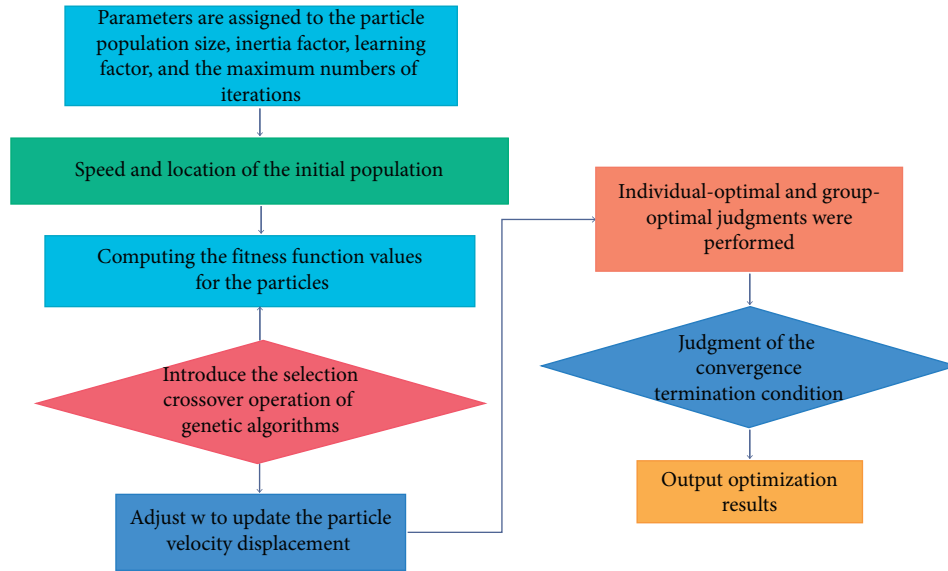 Parameters are assigned to the particle
population size, inertia factor, learning
factor, and the maximum numbers of
iterations
Speed and location of the initial population
Computing the fitness function values
for the particles
Introduce the selection
crossover operation of
genetic algorithms
Adjust w to update the particle
velocity displacement
Individual-optimal and group-
optimal judgments were
performed
Judgment of the
convergence
termination condition
Output optimization
results